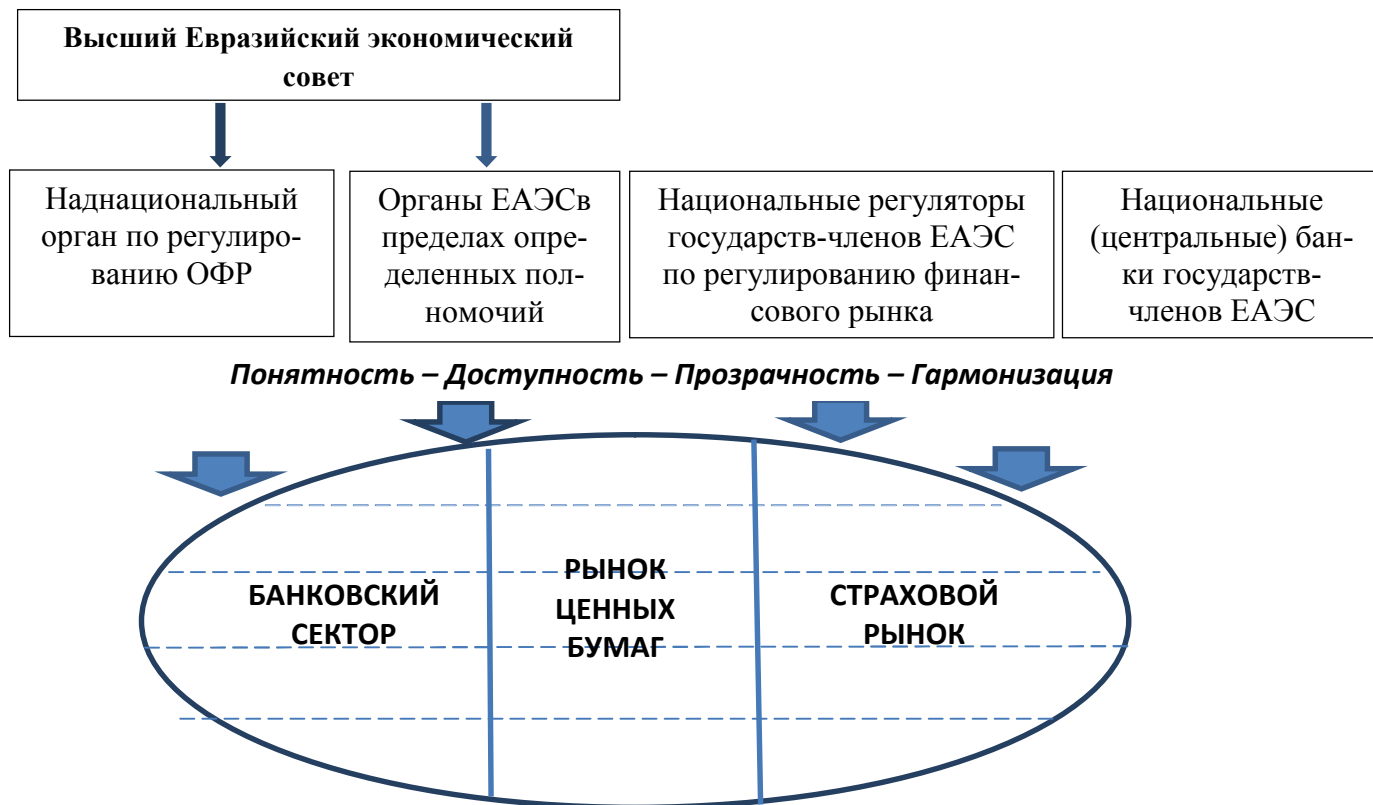 Высший Евразийский экономический
совет
Наднациональный
орган по регулиро-
ванию ОФР
Органы ЕАЭСв
пределах опре-
деленных пол-
номочий
Национальные регуляторы
государств-членов ЕАЭС
по регулированию финан-
сового рынка
Национальные
(центральные) бан-
ки государств-
членов ЕАЭС
Понятность – Доступность – Прозрачность – Гармонизация
БАНКОВСКИЙ
СЕКТОР
РЫНОК
ЦЕННЫХ
БУМАГ
СТРАХОВОЙ
РЫНОК